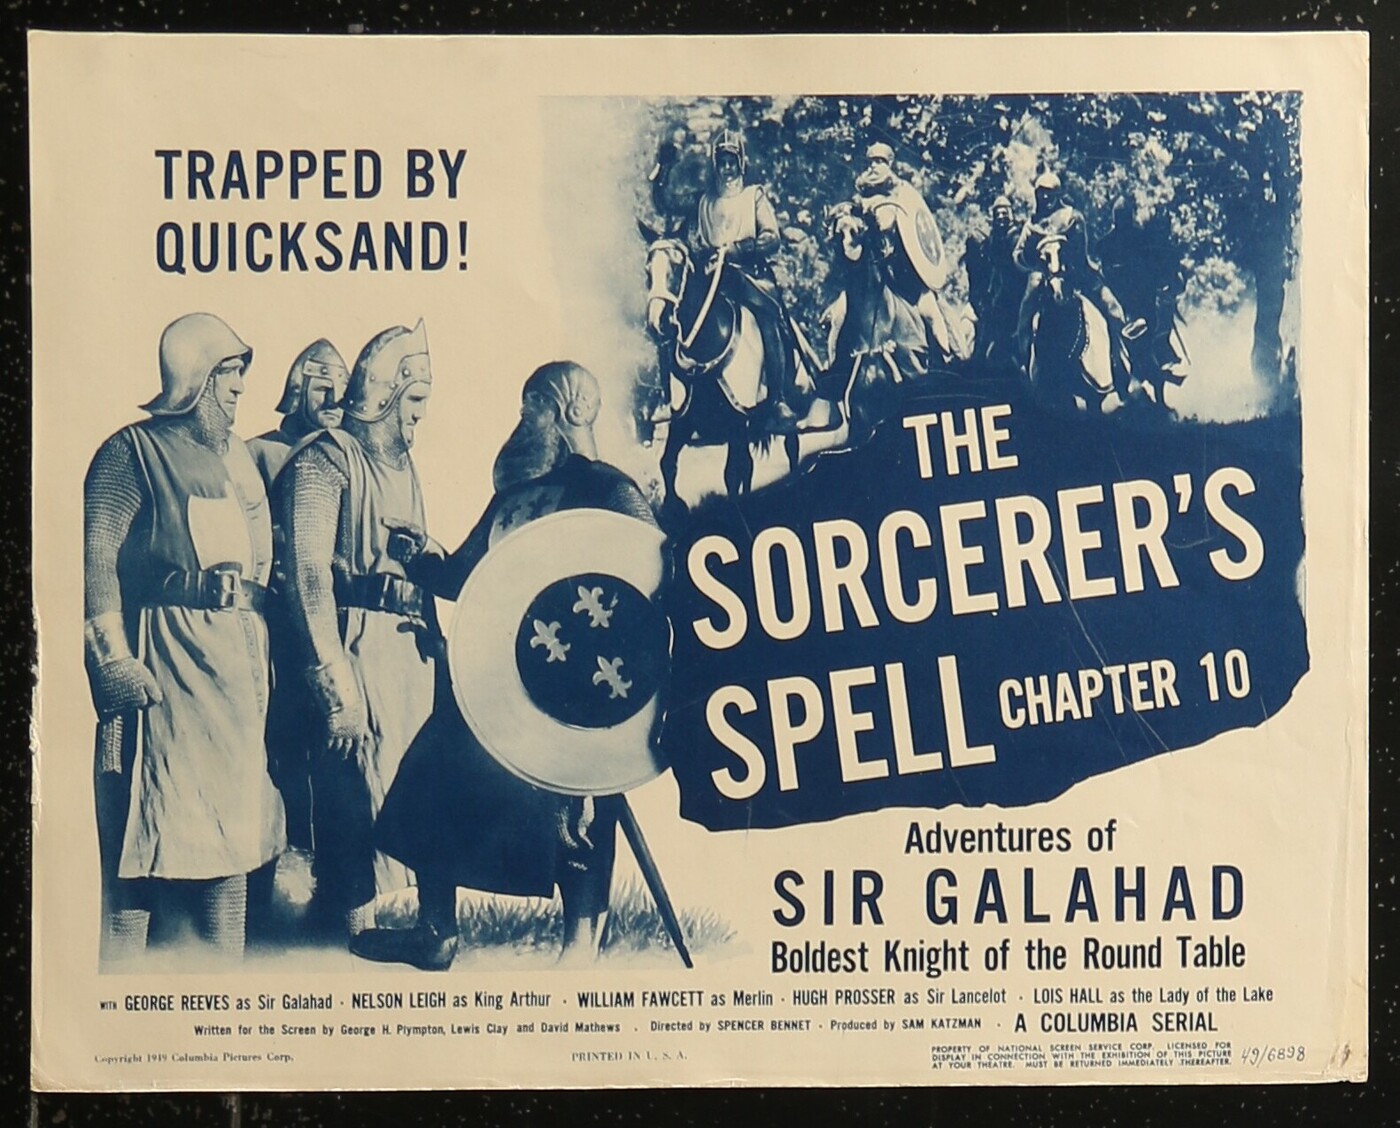 TRAPPED BY
QUICKSAND!
THE
SORCERER'S
SPELL CHAPTER 10
Adventures of
SIR GALAHAD
Boldest Knight of the Round Table
WITH GEORGE REEVES as Sir Galahad · NELSON LEIGH as King Arthur · WILLIAM FAWCETT as Merlin · HUGH PROSSER as Sir Lancelot · LOIS HALL as the Lady of the Lake
Written for the Screen by George H. Plympton, Lewis Clay and David Mathews · Directed by SPENCER BENNET · Produced by SAM KATZMAN · A COLUMBIA SERIAL
Copyright 1949 Columbia Pictures Corp.
PRINTED IN U. S. A.
PROPERTY OF NATIONAL SCREEN SERVICE CORP. LICENSED FOR
DISPLAY IN CONNECTION WITH THE EXHIBITION OF THIS PICTURE
AT YOUR THEATRE. MUST BE RETURNED IMMEDIATELY THEREAFTER.
49/6898